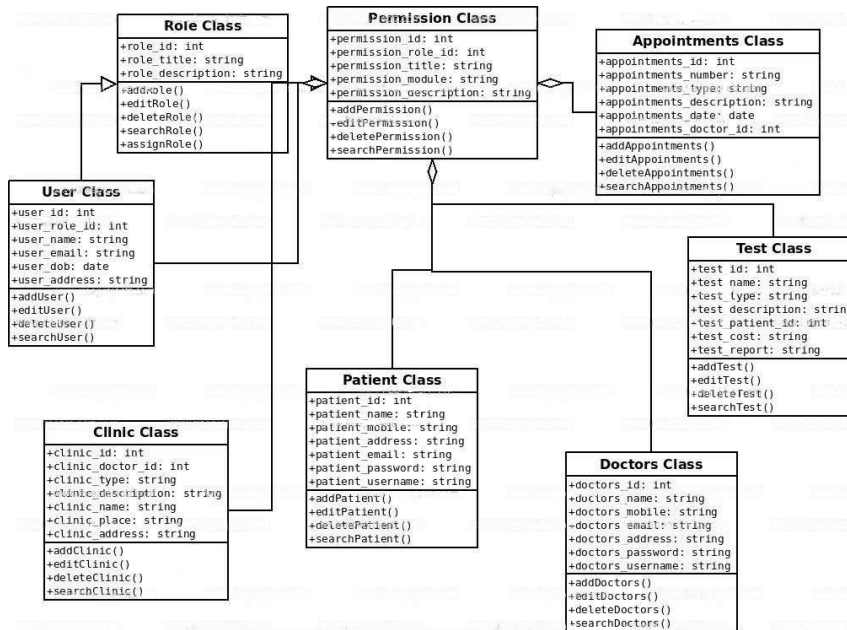 Role Class
+role_id: int
+role_title: string
+role_description: string
+addRole()
+editRole()
+deleteRole()
+searchRole()
+assignRole()
Permission Class
+permission_id: int
+permission_role_id: int
+permission_title: string
+permission_module: string
+permission_description: string
+addPermission()
+editPermission()
+deletePermission()
+searchPermission()
Appointments Class
+appointments_id: int
+appointments_number: string
+appointments_type: string
+appointments_description: string
+appointments_date: date
+appointments_doctor_id: int
+addAppointments()
+editAppointments()
+deleteAppointments()
+searchAppointments()
User Class
+user_id: int
+user_role_id: int
+user_name: string
+user_email: string
+user_dob: date
+user_address: string
+addUser()
+editUser()
+deleteUser()
+searchUser()
Test Class
+test_id: int
+test_name: string
+test_type: string
+test_description: string
+test_patient_id: int
+test_cost: string
+test_report: string
+addTest()
+editTest()
+deleteTest()
+searchTest()
Patient Class
+patient_id: int
+patient_name: string
+patient_mobile: string
+patient_address: string
+patient_email: string
+patient_password: string
+patient_username: string
+addPatient()
+editPatient()
+deletePatient()
+searchPatient()
Clinic Class
+clinic_id: int
+clinic_doctor_id: int
+clinic_type: string
+clinic_description: string
+clinic_name: string
+clinic_place: string
+clinic_address: string
+addClinic()
+editClinic()
+deleteClinic()
+searchClinic()
Doctors Class
+doctors_id: int
+doctors_name: string
+doctors_mobile: string
+doctors_email: string
+doctors_address: string
+doctors_password: string
+doctors_username: string
+addDoctors()
+editDoctors()
+deleteDoctors()
+searchDoctors()